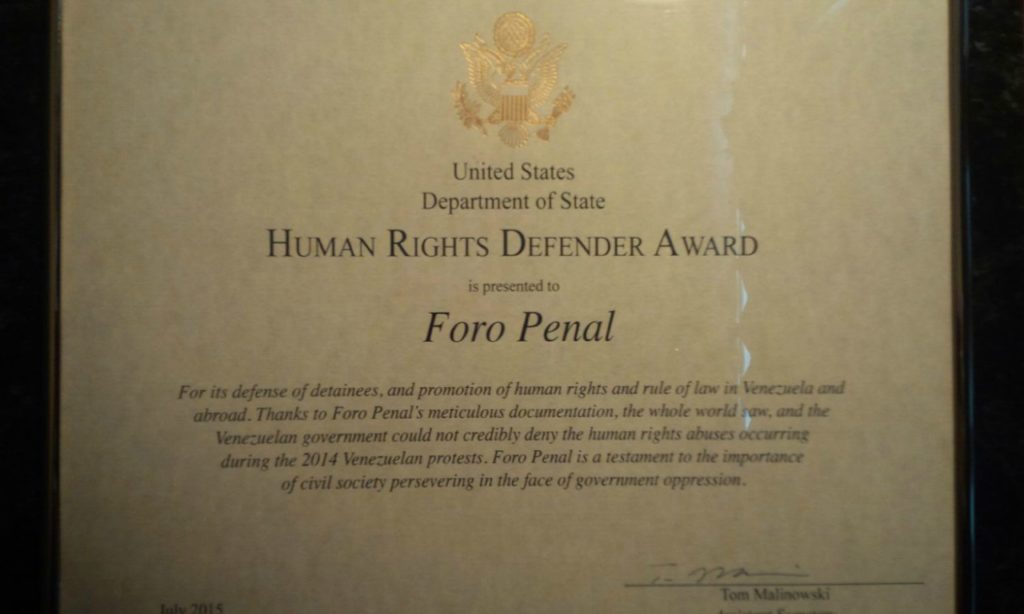 United States
Department of State
HUMAN RIGHTS DEFENDER AWARD
is presented to
Foro Penal
For its defense of detainees, and promotion of human rights and rule of law in Venezuela and
abroad. Thanks to Foro Penal's meticulous documentation, the whole world saw, and the
Venezuelan government could not credibly deny the human rights abuses occurring
during the 2014 Venezuelan protests. Foro Penal is a testament to the importance
of civil society persevering in the face of government oppression.
Tom Malinowski
July 2015